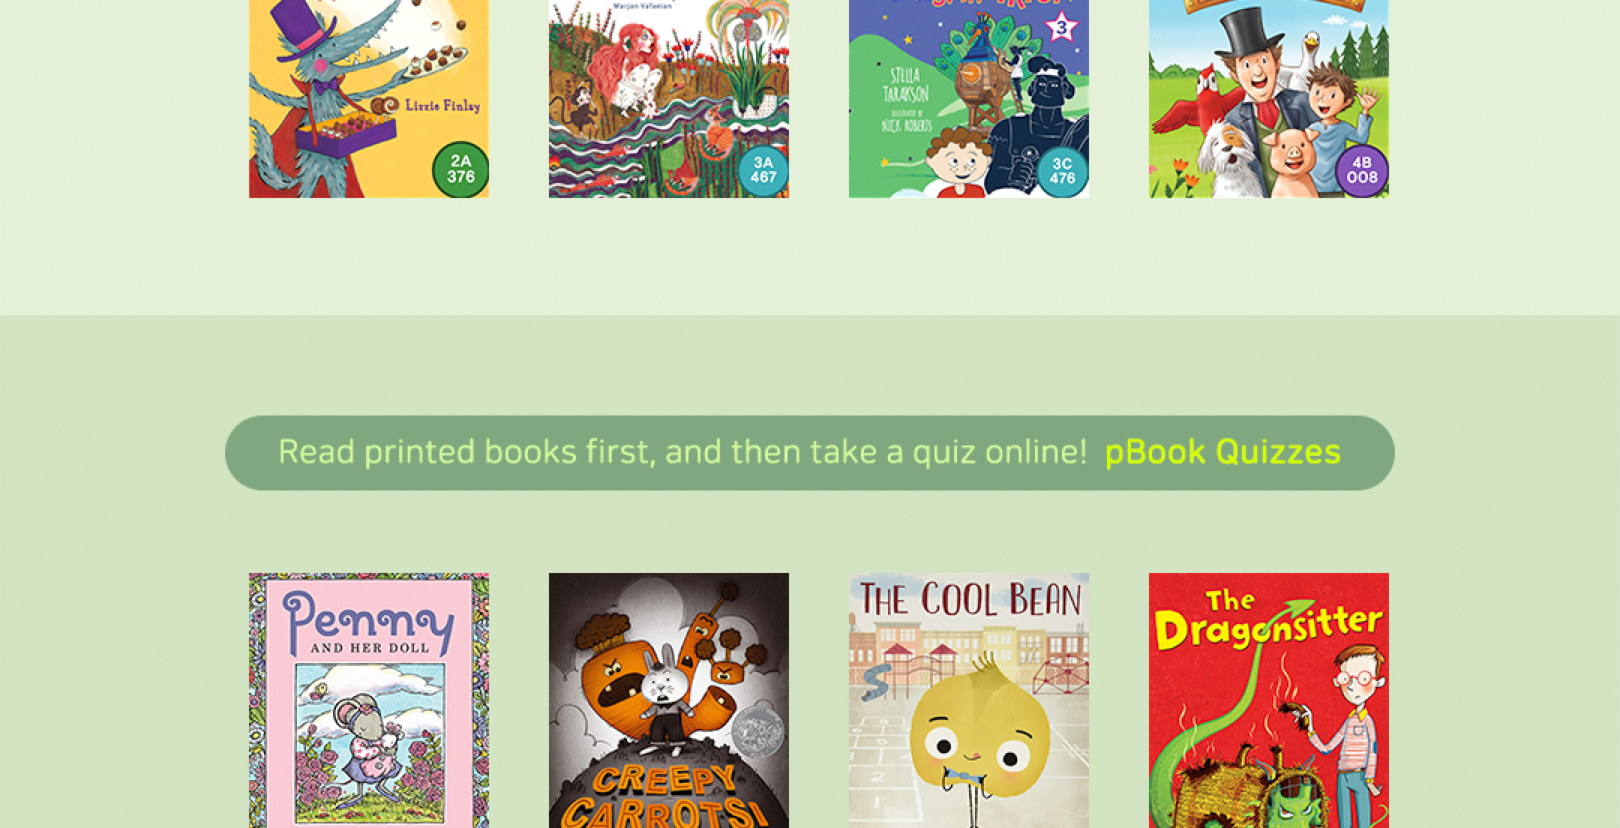 Marjan Vafaeian
3
STELLA
TARAKSON
ILLUSTRATED BY
NICK ROBERTS
Lizzie Finlay
2A
376
3A
467
3C
476
4B
008
Read printed books first, and then take a quiz online! pBook Quizzes
Penny
AND HER DOLL
CREEPY
CARROTS!
THE COOL BEAN
The
Dragonsitter